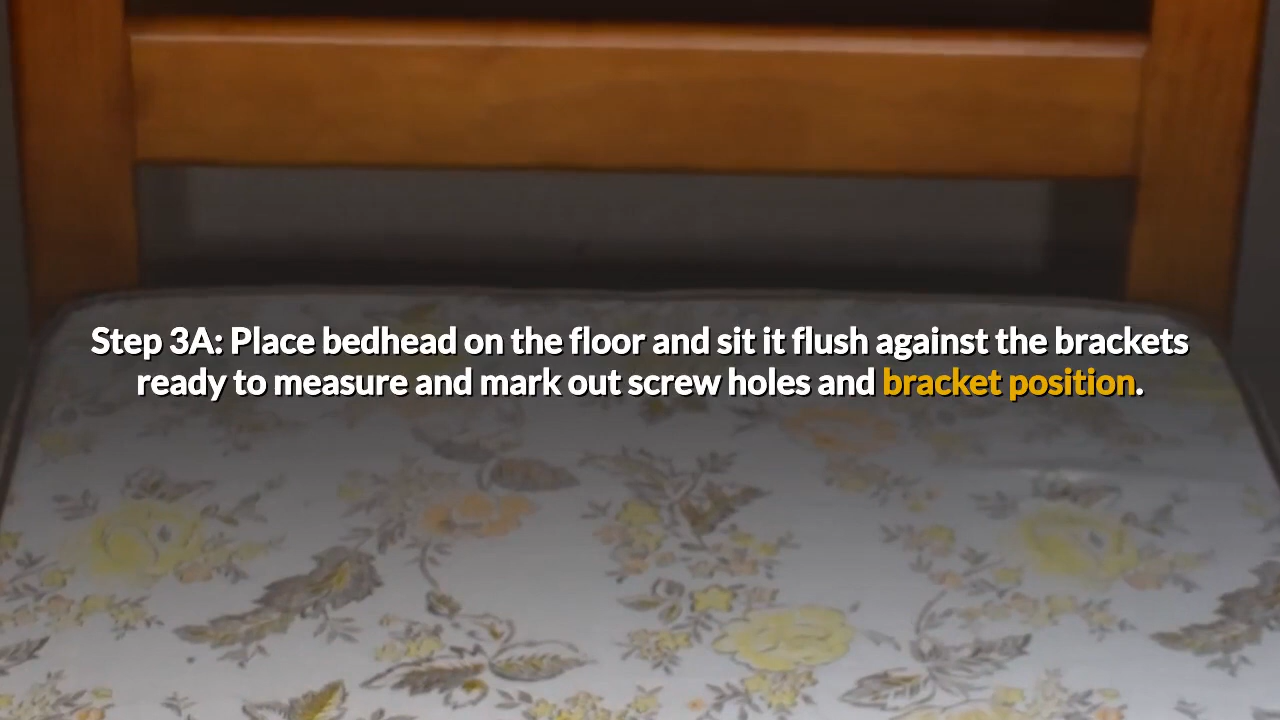 Step 3A: Place bedhead on the floor and sit it flush against the brackets
ready to measure and mark out screw holes and bracket position.